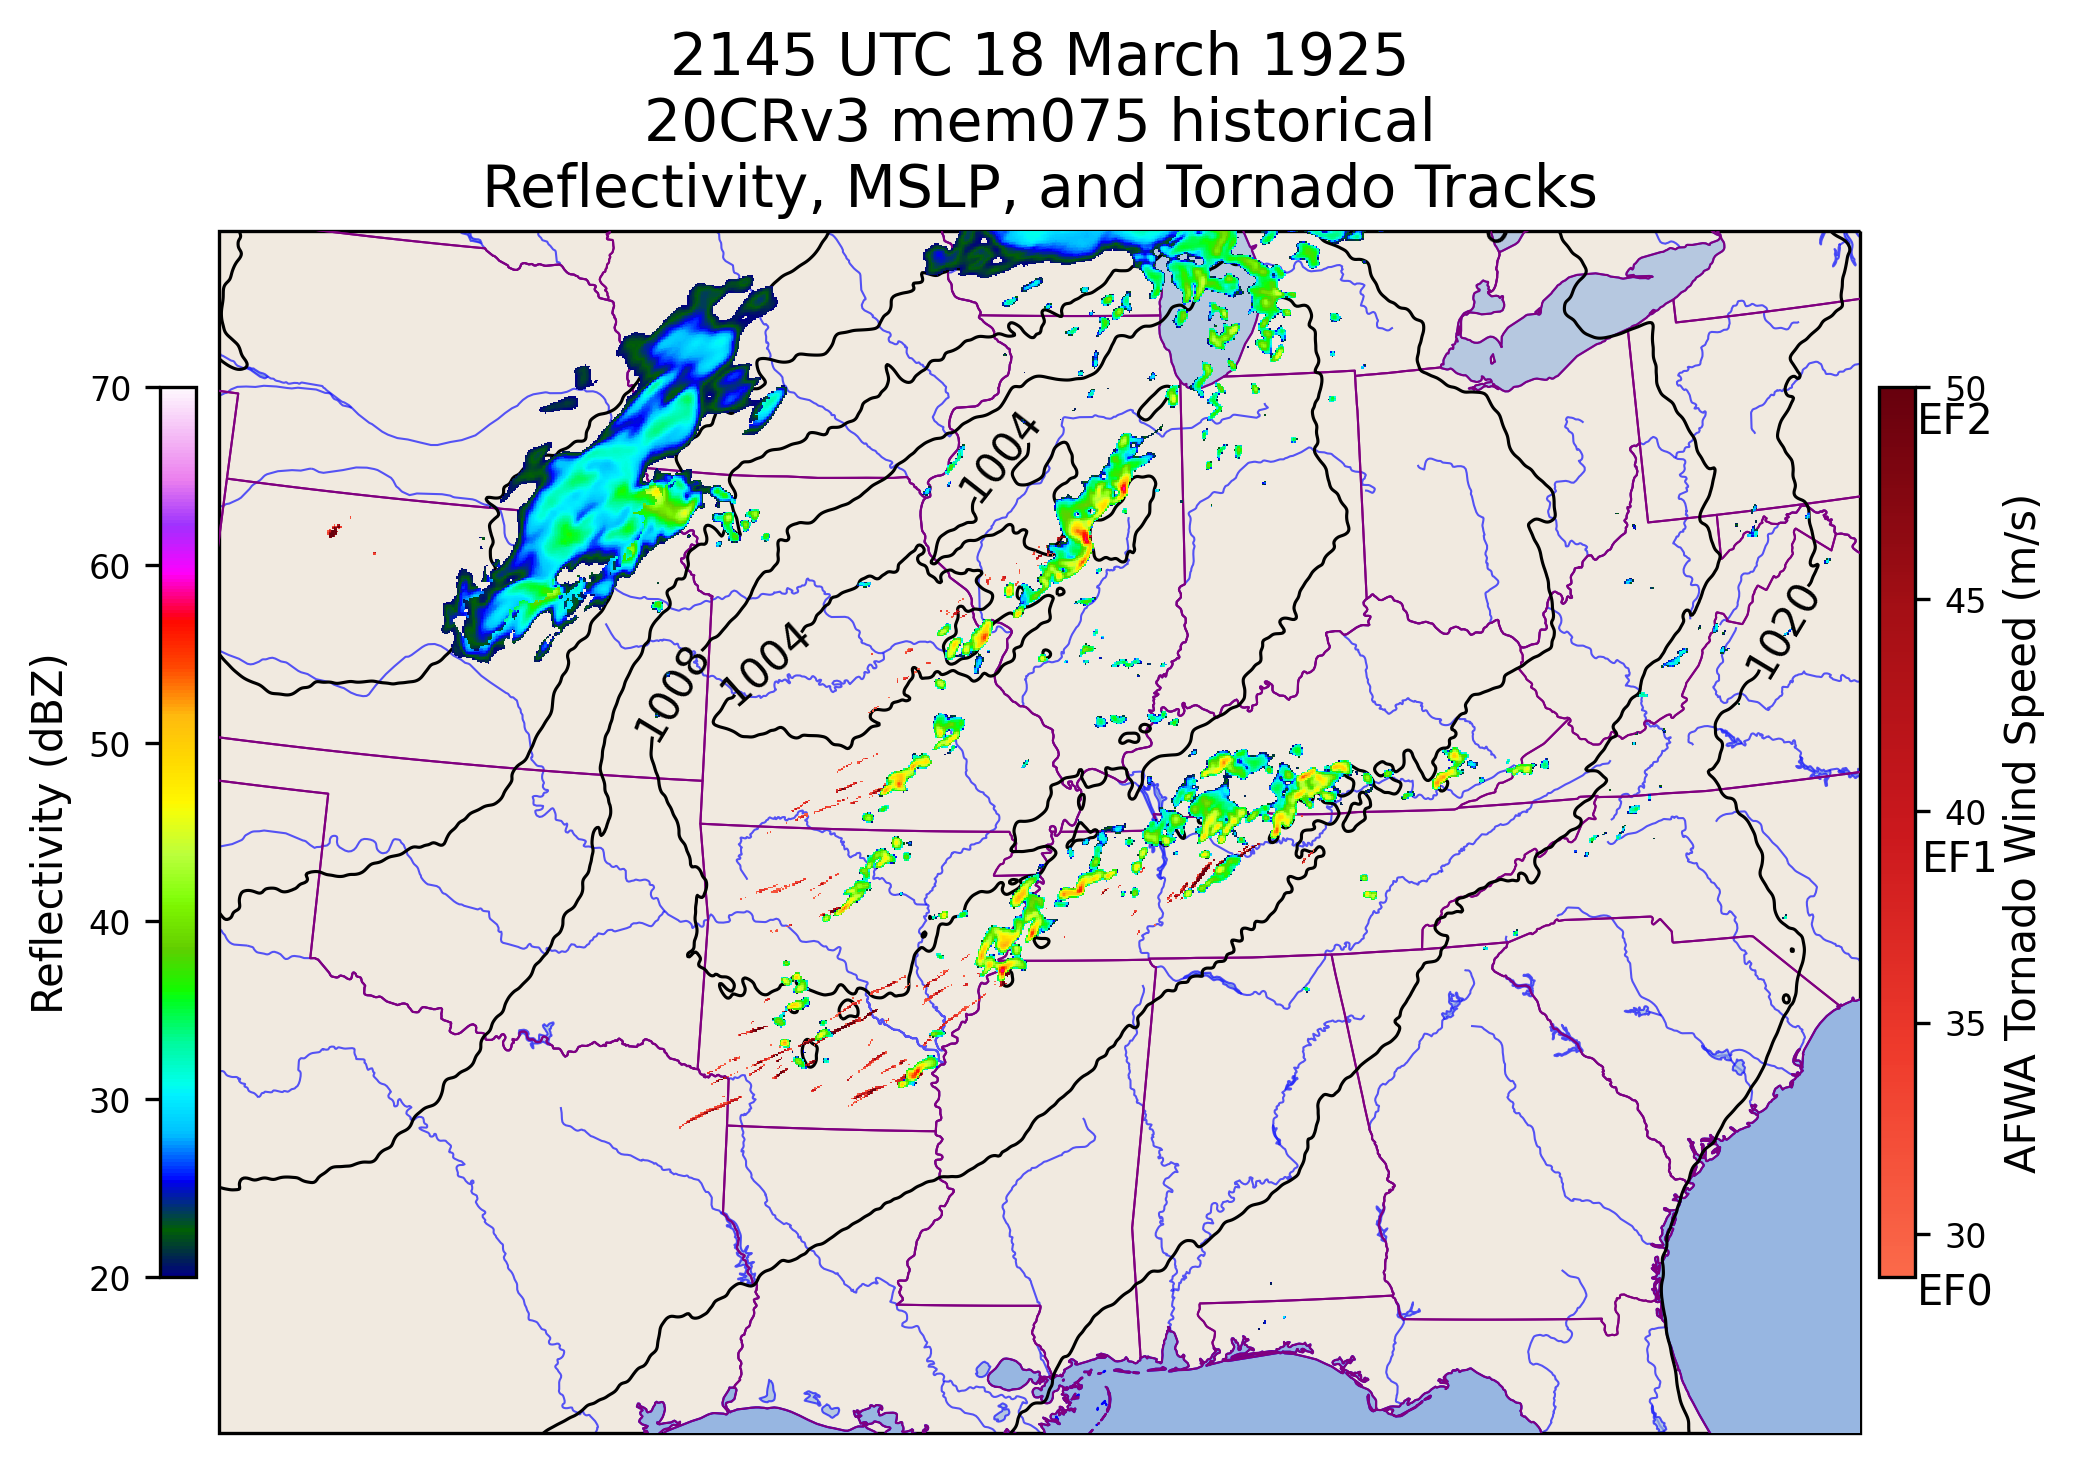 2145 UTC 18 March 1925
20CRv3 mem075 historical
Reflectivity, MSLP, and Tornado Tracks
70
60
50
40
30
20
Reflectivity (dBZ)
1004
1004
1008
1020
50
EF2
45
40
EF1
35
30
EF0
AFWA Tornado Wind Speed (m/s)